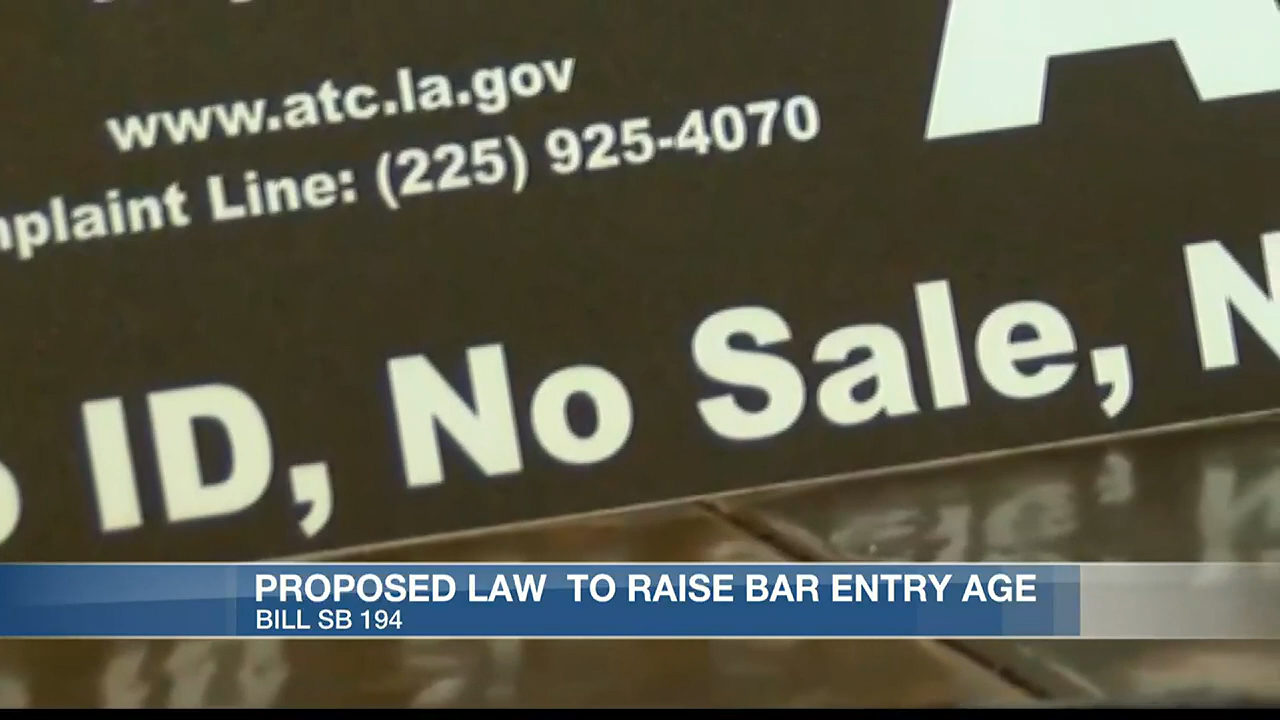 www.atc.la.gov
mplaint Line: (225) 925-4070
A
ID, No Sale, N
PROPOSED LAW TO RAISE BAR ENTRY AGE
BILL SB 194